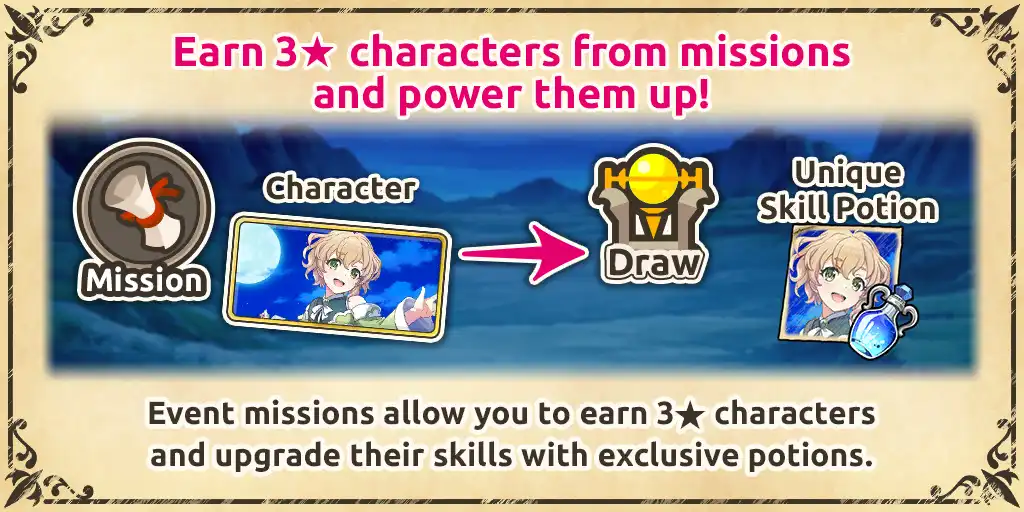 Earn 3★ characters from missions
and power them up!
Mission
Character
Draw
Unique
Skill Potion
Event missions allow you to earn 3★ characters
and upgrade their skills with exclusive potions.